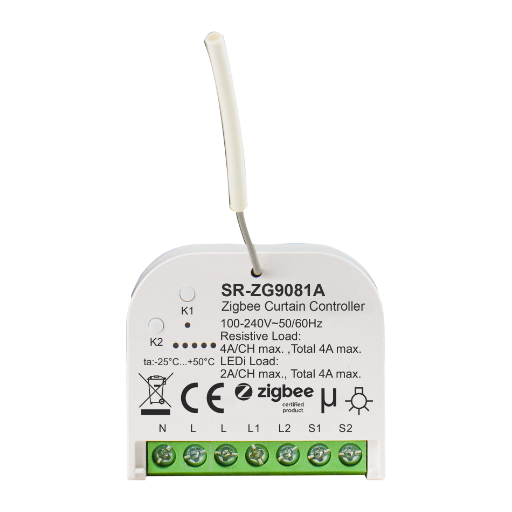 SR-ZG9081A
Zigbee Curtain Controller
K1
100-240V~50/60Hz
Resistive Load:
K2
4A/CH max. ,Total 4A max.
ta:-25°C...+50°C
LEDi Load:
2A/CH max., Total 4A max.
CE
zigbee
certified
product
μ
N L L L1 L2 S1 S2